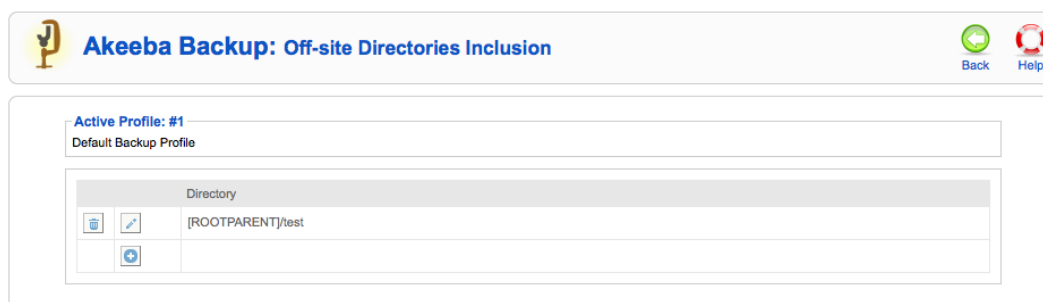 Akeeba Backup: Off-site Directories Inclusion
Back
Help
Active Profile: #1
Default Backup Profile
Directory
[ROOTPARENT]/test